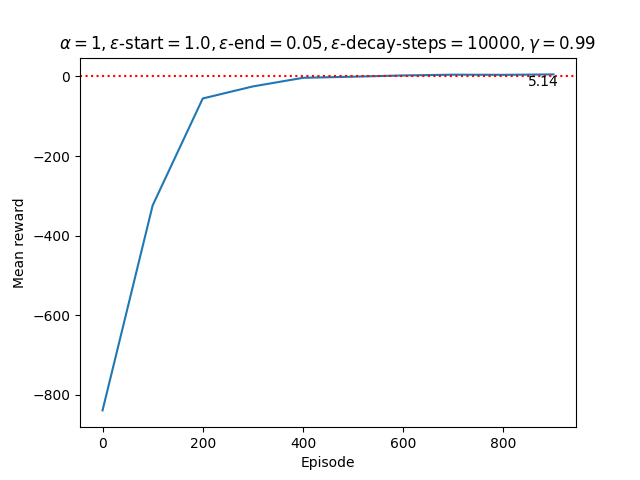 α = 1, ε-start = 1.0, ε-end = 0.05, ε-decay-steps = 10000, γ = 0.99
0
5.14
−200
−400
−600
−800
Mean reward
0 200 400 600 800
Episode